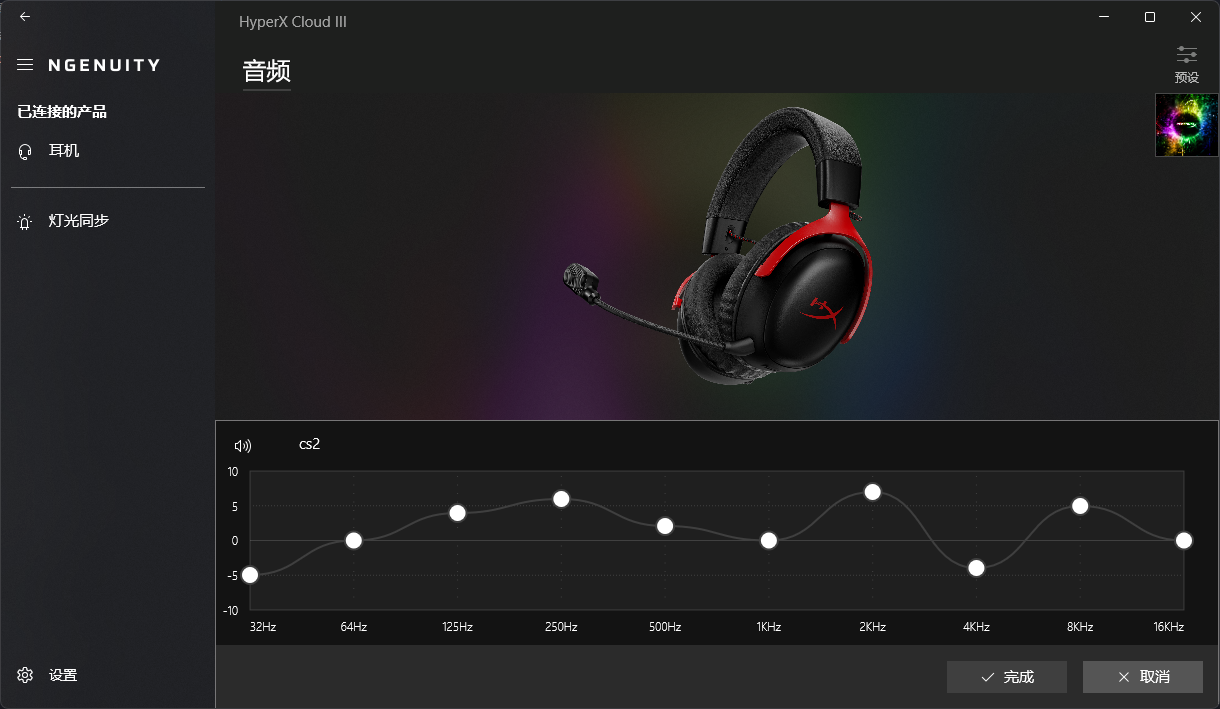 HyperX Cloud III
NGENUITY
音频
预设
已连接的产品
耳机
灯光同步
cs2
10
5
0
-5
-10
32Hz 64Hz 125Hz 250Hz 500Hz 1KHz 2KHz 4KHz 8KHz 16KHz
设置
完成 取消